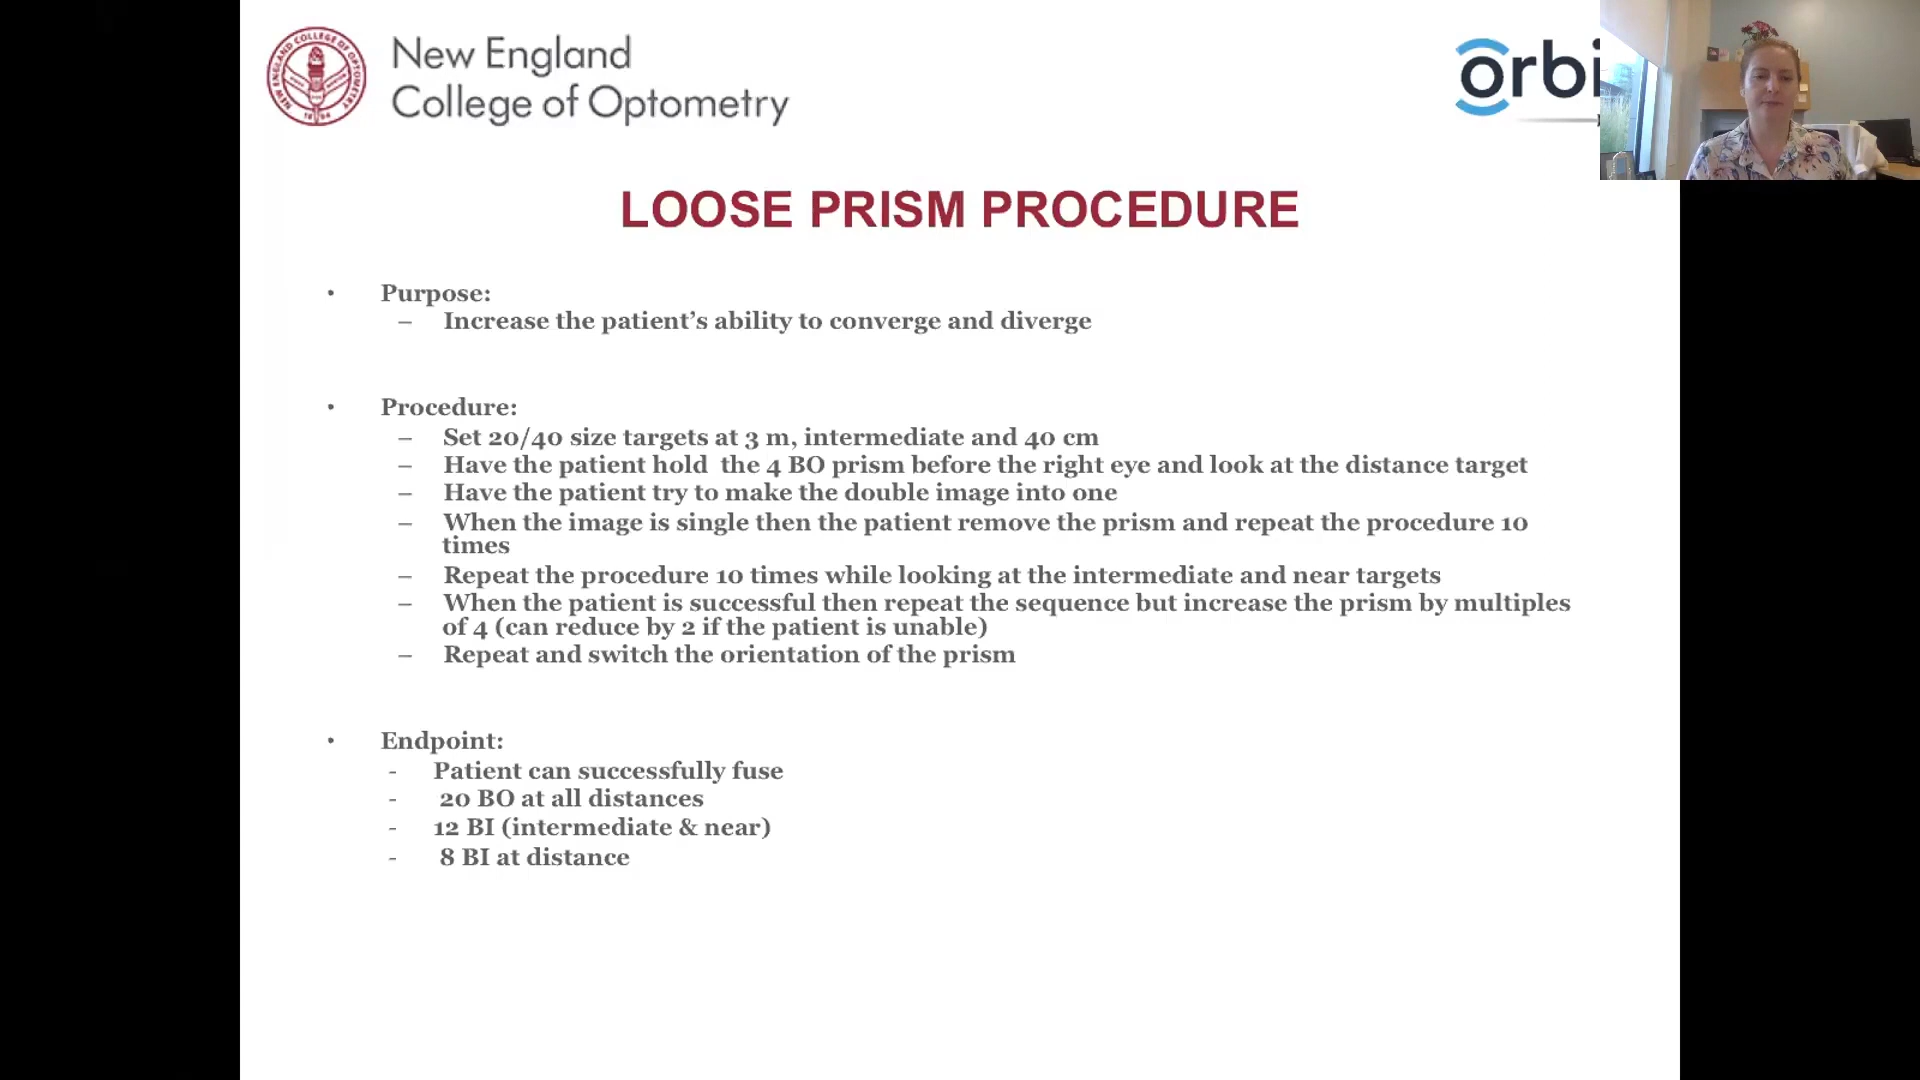 New England
College of Optometry
NEW ENGLAND COLLEGE OF OPTOMETRY
1894
orbi
LOOSE PRISM PROCEDURE
• Purpose:
– Increase the patient’s ability to converge and diverge
• Procedure:
– Set 20/40 size targets at 3 m, intermediate and 40 cm
– Have the patient hold  the 4 BO prism before the right eye and look at the distance target
– Have the patient try to make the double image into one
– When the image is single then the patient remove the prism and repeat the procedure 10
times
– Repeat the procedure 10 times while looking at the intermediate and near targets
– When the patient is successful then repeat the sequence but increase the prism by multiples
of 4 (can reduce by 2 if the patient is unable)
– Repeat and switch the orientation of the prism
• Endpoint:
- Patient can successfully fuse
- 20 BO at all distances
- 12 BI (intermediate & near)
- 8 BI at distance